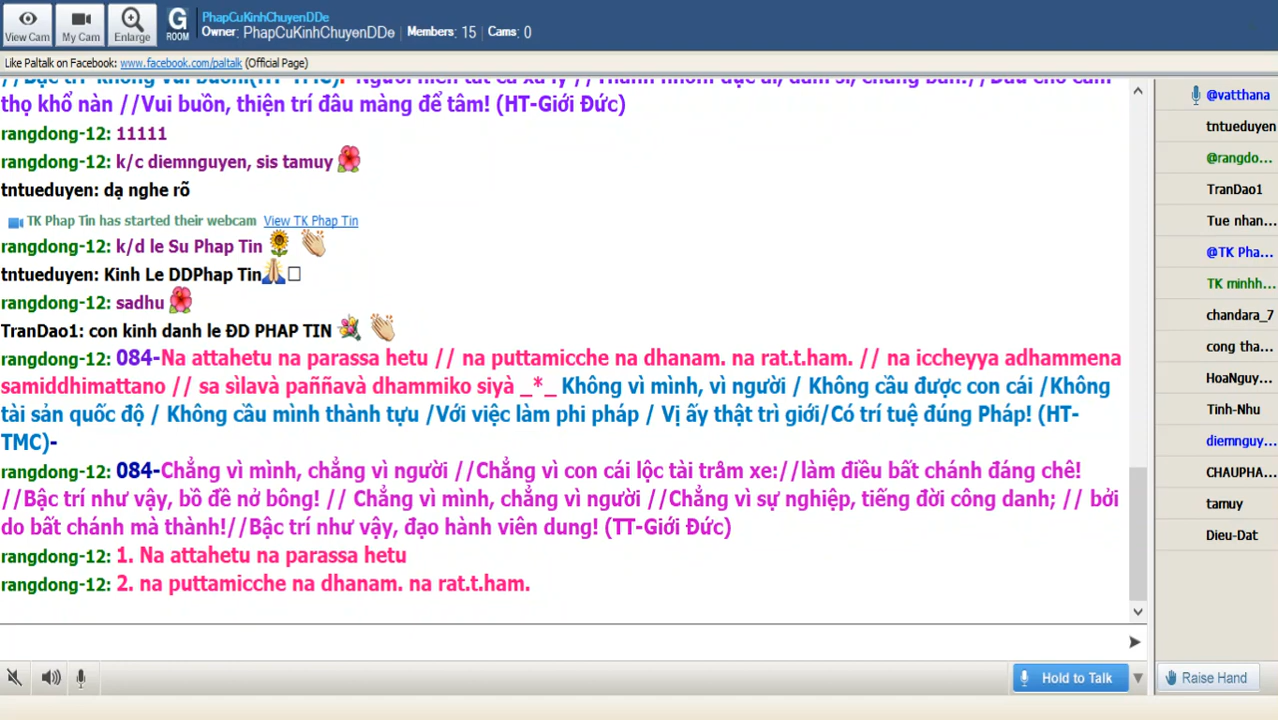 PhapCuKinhChuyenDDe
Owner: PhapCuKinhChuyenDDe Members: 15 Cams: 0
View Cam My Cam Enlarge G ROOM
Like Paltalk on Facebook: www.facebook.com/paltalk (Official Page)
thọ khổ nàn //Vui buồn, thiện trí đâu màng để tâm! (HT-Giới Đức)
rangdong-12: 11111
rangdong-12: k/c diemnguyen, sis tamuy
tntueduyen: dạ nghe rõ
TK Phap Tin has started their webcam View TK Phap Tin
rangdong-12: k/d le Su Phap Tin
tntueduyen: Kinh Le DDPhap Tin
rangdong-12: sadhu
TranDao1: con kinh danh le ĐD PHAP TIN
rangdong-12: 084-Na attahetu na parassa hetu // na puttamicche na dhanam. na rat.t.ham. // na iccheyya adhammena
samiddhimattano // sa sìlavà paññavà dhammiko siyà _*_ Không vì mình, vì người / Không cầu được con cái /Không
tài sản quốc độ / Không cầu mình thành tựu /Với việc làm phi pháp / Vị ấy thật trì giới/Có trí tuệ đúng Pháp! (HT-
TMC)-
rangdong-12: 084-Chẳng vì mình, chẳng vì người //Chẳng vì con cái lộc tài trâm xe://làm điều bất chánh đáng chê!
//Bậc trí như vậy, bồ đề nở bông! // Chẳng vì mình, chẳng vì người //Chẳng vì sự nghiệp, tiếng đời công danh; // bởi
do bất chánh mà thành!//Bậc trí như vậy, đạo hành viên dung! (TT-Giới Đức)
rangdong-12: 1. Na attahetu na parassa hetu
rangdong-12: 2. na puttamicche na dhanam. na rat.t.ham.
@vatthana
tntueduyen
@rangdo...
TranDao1
Tue nhan...
@TK Pha...
TK minhh...
chandara_7
cong tha...
HoaNguy...
Tinh-Nhu
diemnguy...
CHAUPHA...
tamuy
Dieu-Dat
Hold to Talk
Raise Hand